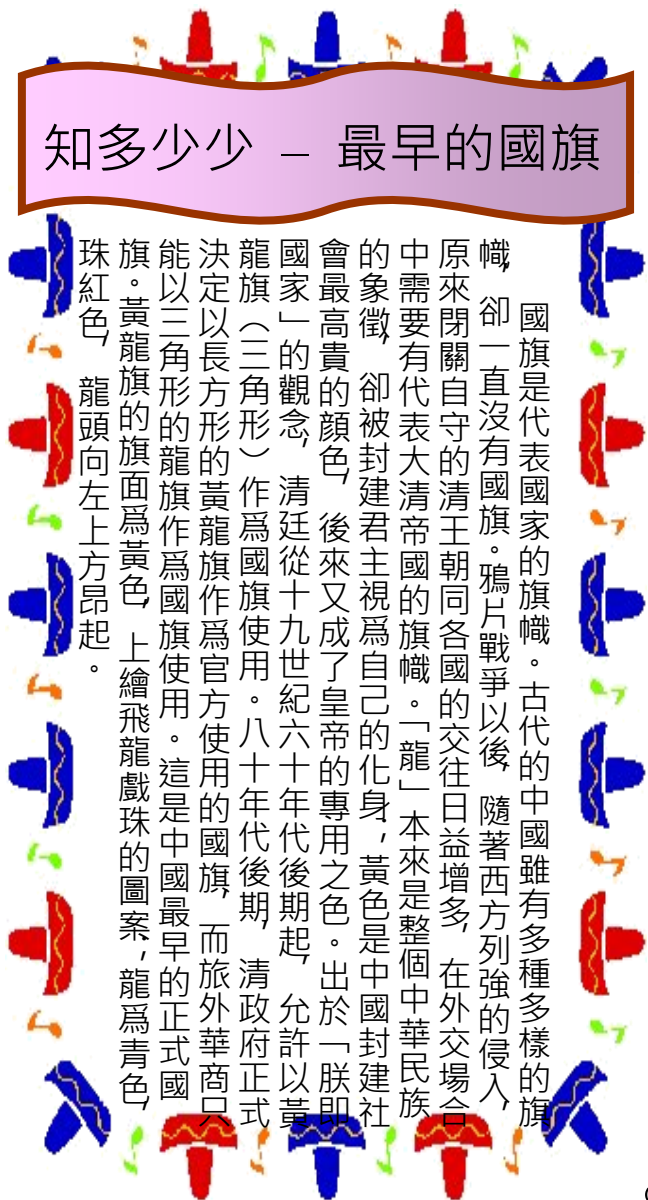 知多少少 – 最早的國旗
國旗是代表國家的旗幟。古代的中國雖有多種多樣的旗
幟，卻一直沒有國旗。鴉片戰爭以後，隨著西方列強的侵入，
原來閉關自守的清王朝同各國的交往日益增多，在外交場合
中需要有代表大清帝國的旗幟。「龍」本來是整個中華民族
的象徵，卻被封建君主視爲自己的化身；黃色是中國封建社
會最高貴的顔色，後來又成了皇帝的專用之色。出於「朕即
國家」的觀念，清廷從十九世紀六十年代後期起，允許以黃
龍旗（三角形）作爲國旗使用。八十年代後期，清政府正式
決定以長方形的黃龍旗作爲官方使用的國旗，而旅外華商只
能以三角形的龍旗作爲國旗使用。這是中國最早的正式國
旗。黃龍旗的旗面爲黃色，上繪飛龍戲珠的圖案；龍爲青色，
珠紅色，龍頭向左上方昂起。